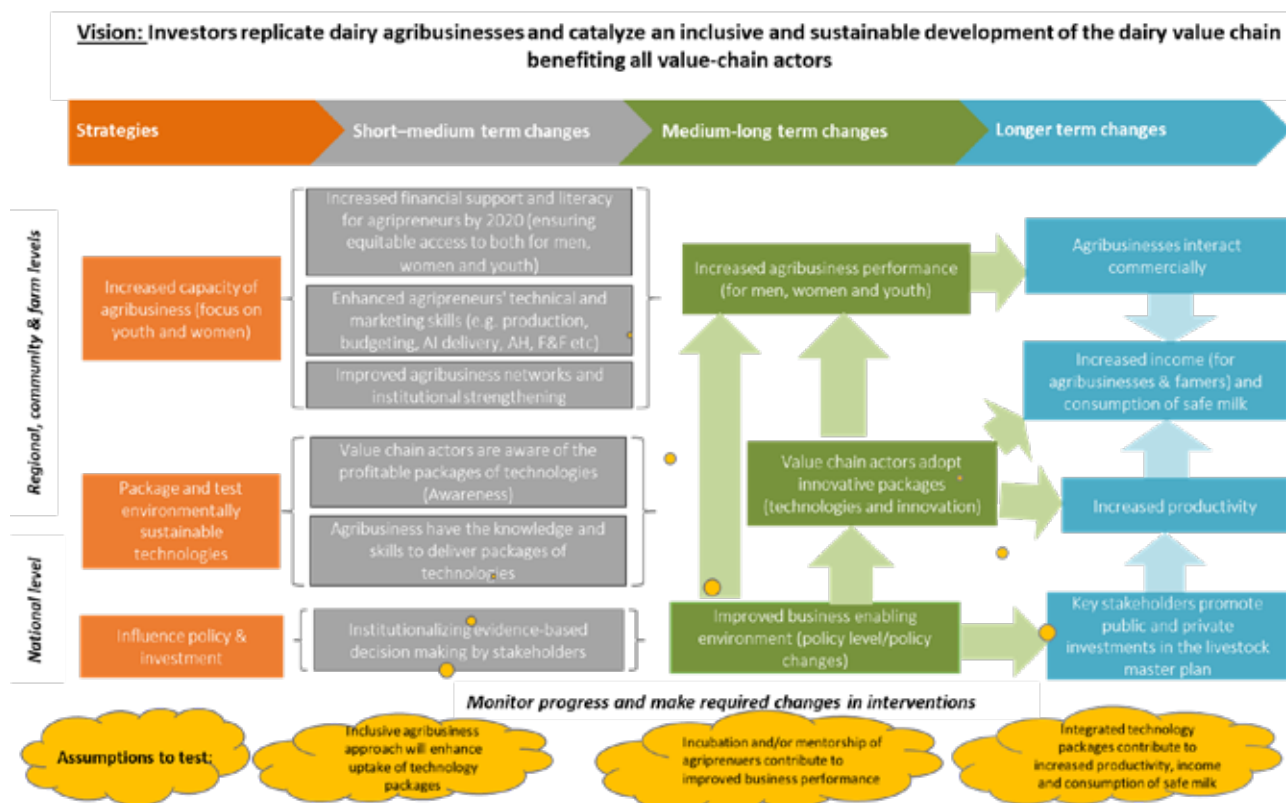 Vision: Investors replicate dairy agribusinesses and catalyze an inclusive and sustainable development of the dairy value chain
benefiting all value-chain actors
Strategies
Short–medium term changes
Medium-long term changes
Longer term changes
Regional, community & farm levels
National level
Increased capacity of
agribusiness (focus on
youth and women)
Package and test
environmentally
sustainable
technologies
Influence policy &
investment
Increased financial support and literacy
for agripreneurs by 2020 (ensuring
equitable access to both for men,
women and youth)
Enhanced agripreneurs' technical and
marketing skills (e.g. production,
budgeting, AI delivery, AH, F&F etc)
Improved agribusiness networks and
institutional strengthening
Value chain actors are aware of the
profitable packages of technologies
(Awareness)
Agribusiness have the knowledge and
skills to deliver packages of
technologies
Institutionalizing evidence-based
decision making by stakeholders
Increased agribusiness performance
(for men, women and youth)
Value chain actors adopt
innovative packages
(technologies and innovation)
Improved business enabling
environment (policy level/policy
changes)
Agribusinesses interact
commercially
Increased income (for
agribusinesses & famers) and
consumption of safe milk
Increased productivity
Key stakeholders promote
public and private
investments in the livestock
master plan
Monitor progress and make required changes in interventions
Assumptions to test:
Inclusive agribusiness
approach will enhance
uptake of technology
packages
Incubation and/or mentorship of
agriprenuers contribute to
improved business performance
Integrated technology
packages contribute to
increased productivity, income
and consumption of safe milk